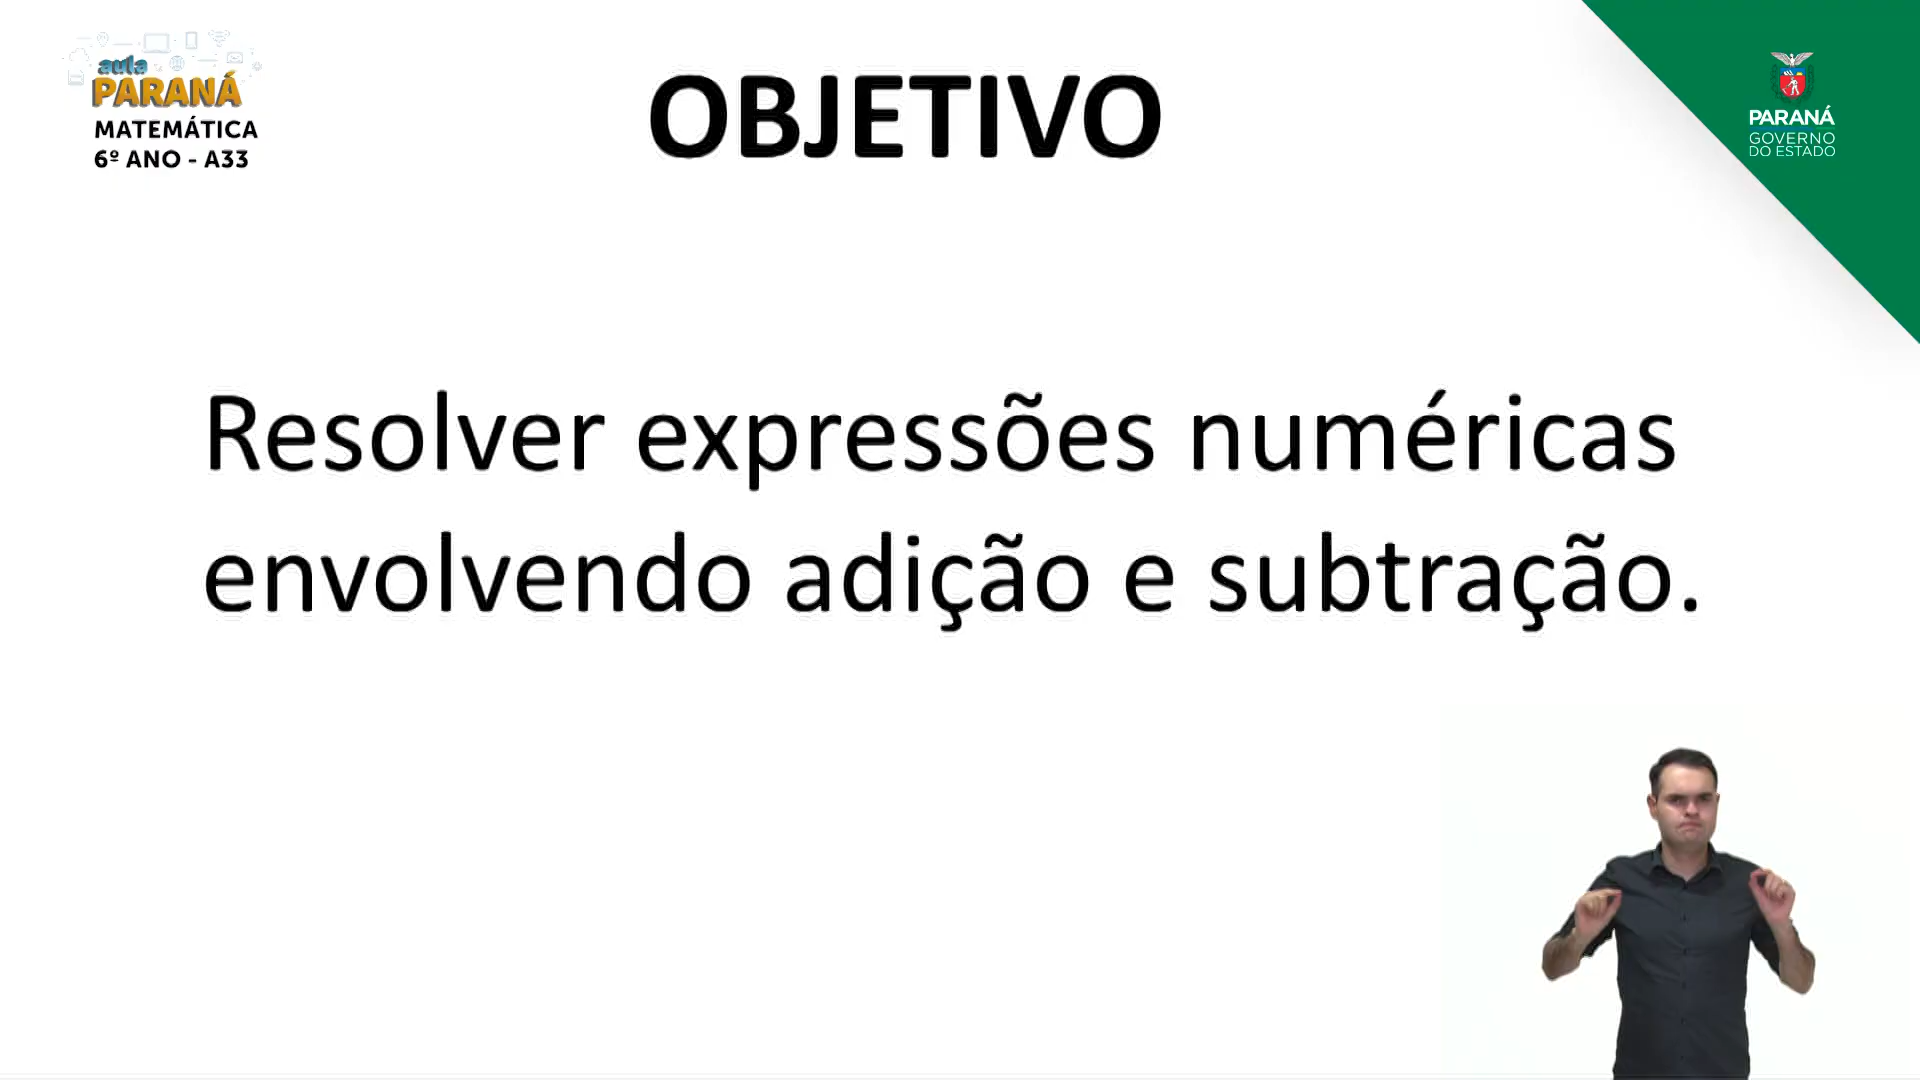 aula
PARANÁ
MATEMÁTICA
6º ANO - A33
OBJETIVO
PARANÁ
GOVERNO
DO ESTADO
Resolver expressões numéricas
envolvendo adição e subtração.